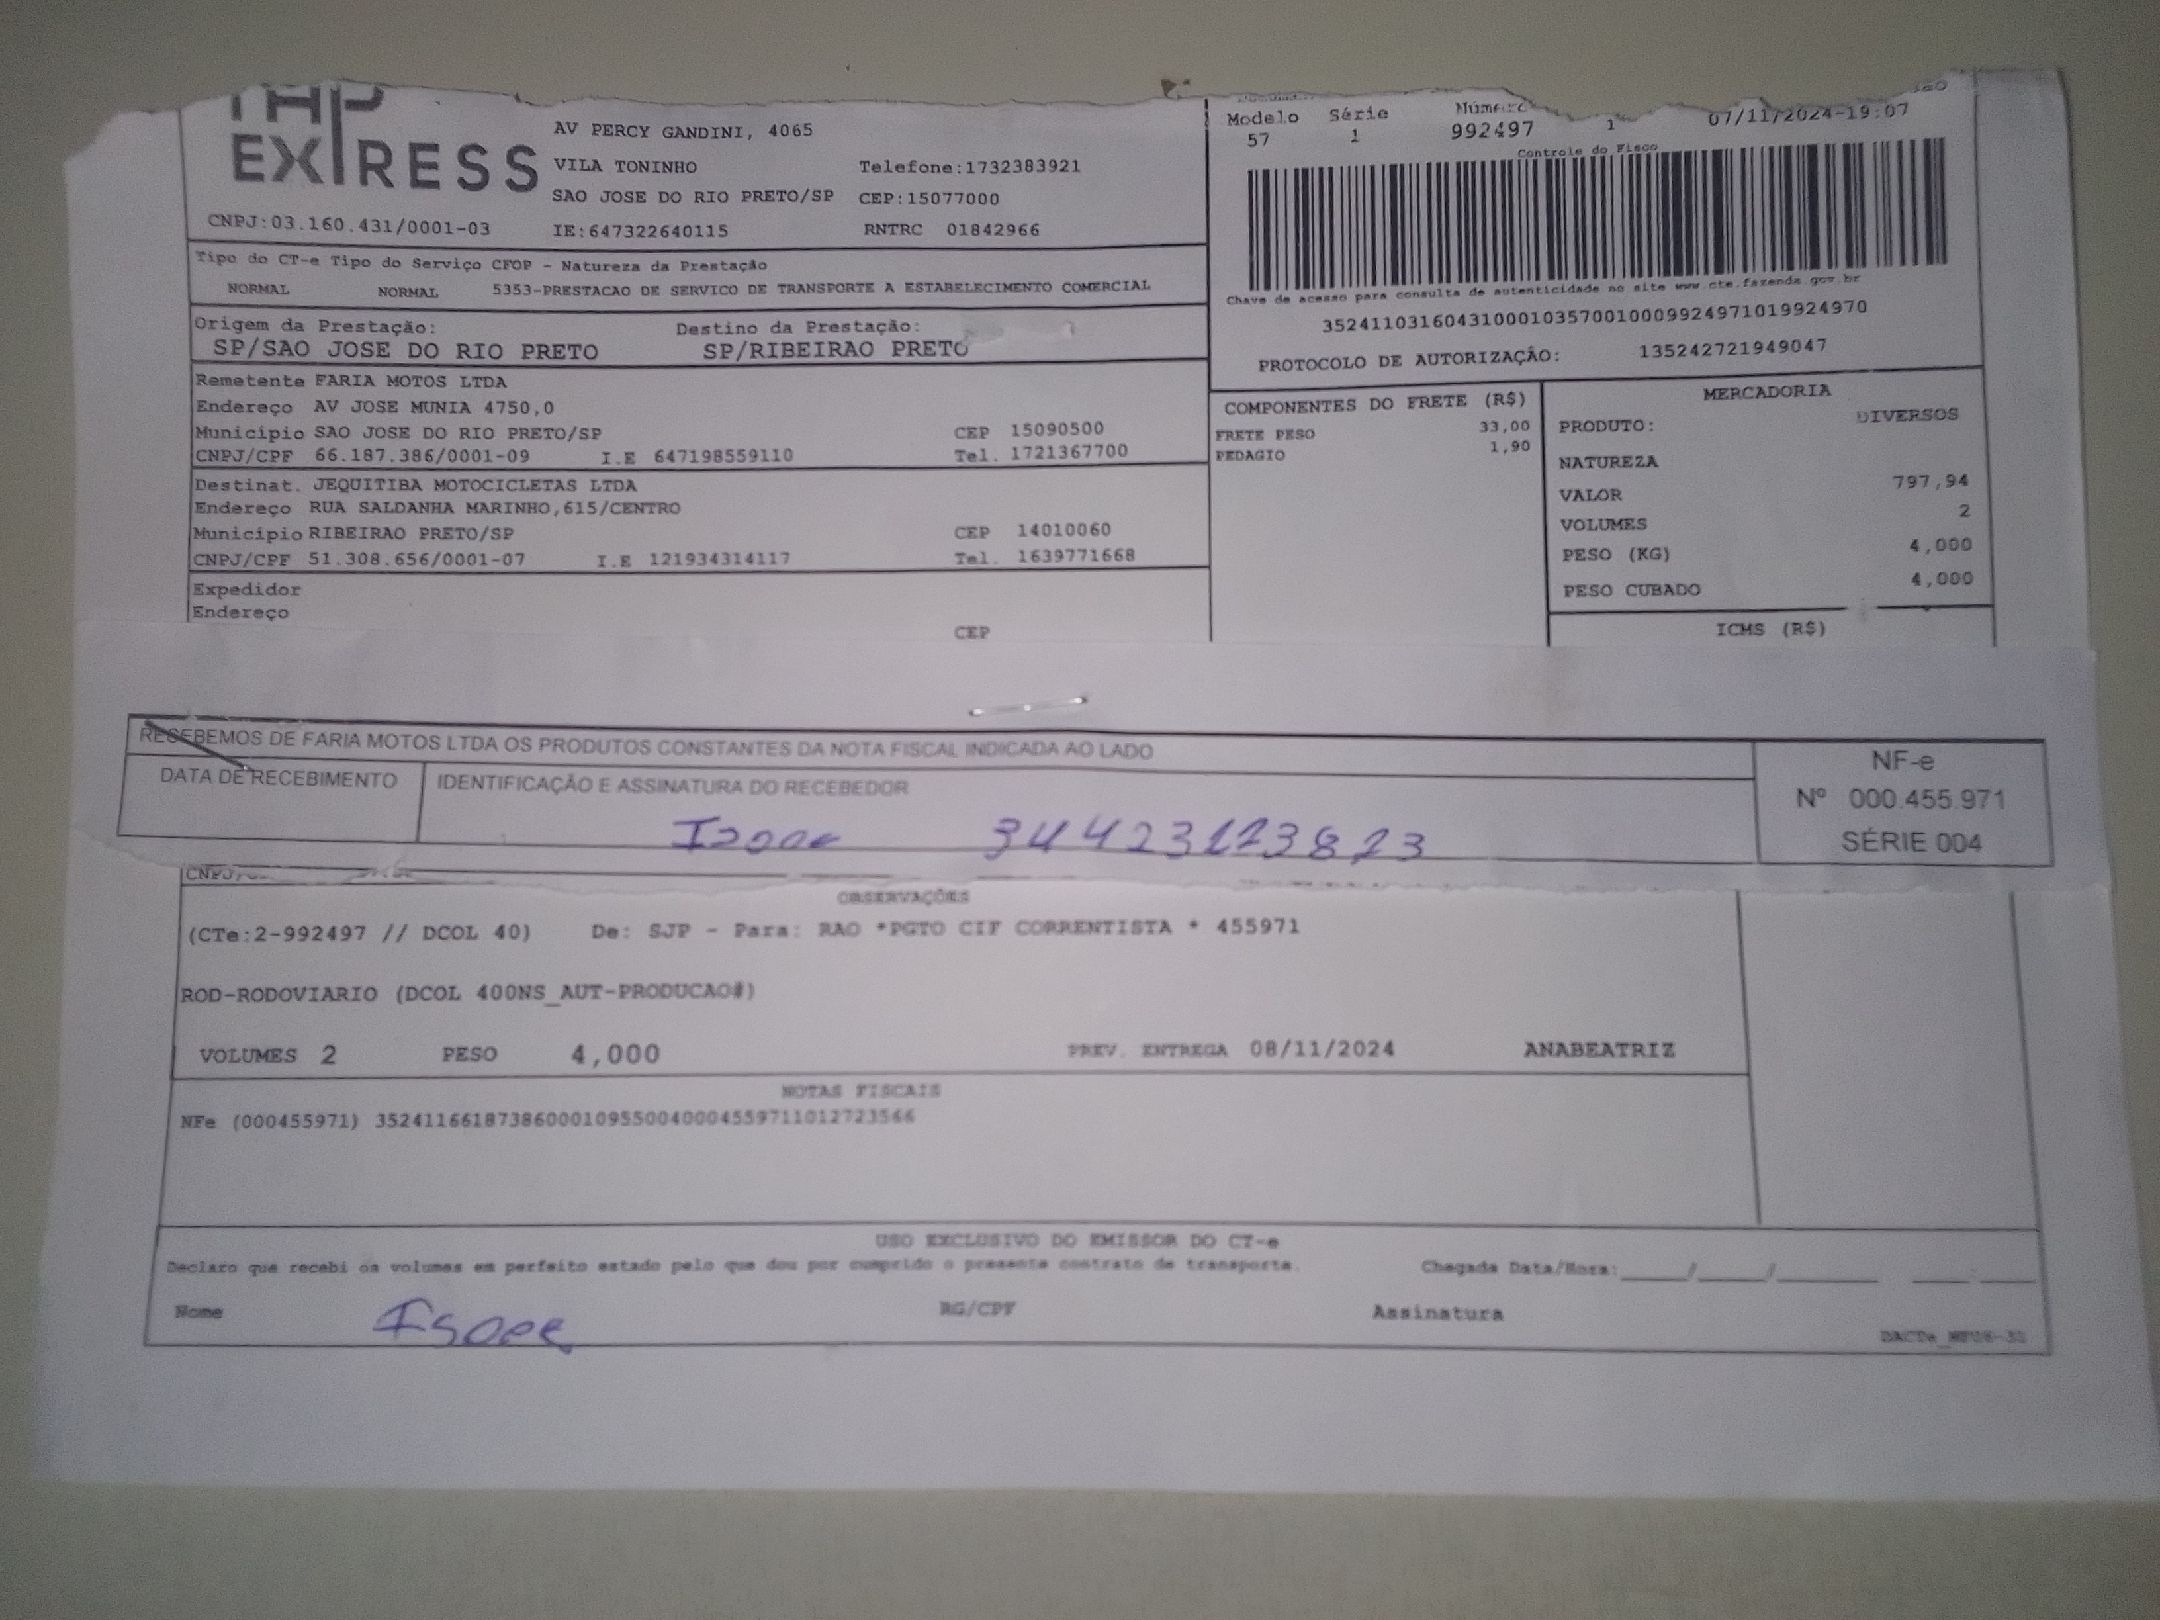 EXPRESS
AV PERCY GANDINI, 4065
VILA TONINHO Telefone:1732383921
SAO JOSE DO RIO PRETO/SP CEP:15077000
CNPJ:03.160.431/0001-03 IE:647322640115 RNTRC 01842966
Modelo Série Número
57 1 992497 1 07/11/2024-19:07
Controle do Fisco
Chave de acesso para consulta de autenticidade no site www.cte.fazenda.gov.br
35241103160431000103570010009924971019924970
PROTOCOLO DE AUTORIZAÇÃO: 135242721949047
Tipo do CT-e Tipo do Serviço CFOP - Natureza da Prestação
NORMAL NORMAL 5353-PRESTACAO DE SERVICO DE TRANSPORTE A ESTABELECIMENTO COMERCIAL
Origem da Prestação: Destino da Prestação:
SP/SAO JOSE DO RIO PRETO SP/RIBEIRAO PRETO
Remetente FARIA MOTOS LTDA
Endereço AV JOSE MUNIA 4750,0
Municipio SAO JOSE DO RIO PRETO/SP CEP 15090500
CNPJ/CPF 66.187.386/0001-09 I.E 647198559110 Tel. 1721367700
Destinat. JEQUITIBA MOTOCICLETAS LTDA
Endereço RUA SALDANHA MARINHO,615/CENTRO
Municipio RIBEIRAO PRETO/SP CEP 14010060
CNPJ/CPF 51.308.656/0001-07 I.E 121934314117 Tel. 1639771668
Expedidor
Endereço
CEP
COMPONENTES DO FRETE (R$)
FRETE PESO 33,00
PEDAGIO 1,90
MERCADORIA
PRODUTO: DIVERSOS
NATUREZA
VALOR 797,94
VOLUMES 2
PESO (KG) 4,000
PESO CUBADO 4,000
ICMS (R$)
RECEBEMOS DE FARIA MOTOS LTDA OS PRODUTOS CONSTANTES DA NOTA FISCAL INDICADA AO LADO
DATA DE RECEBIMENTO IDENTIFICAÇÃO E ASSINATURA DO RECEBEDOR
34423123823
NF-e
Nº 000.455.971
SÉRIE 004
OBSERVAÇÕES
(CTe:2-992497 // DCOL 40) De: SJP - Para: RAO *PGTO CIF CORRENTISTA * 455971
ROD-RODOVIARIO (DCOL 400NS_AUT-PRODUCAO#)
VOLUMES 2 PESO 4,000 PREV. ENTREGA 08/11/2024 ANABEATRIZ
NOTAS FISCAIS
NFe (000455971) 35241166187386000109550040004559711012723566
USO EXCLUSIVO DO EMISSOR DO CT-e
Declaro que recebi os volumes em perfeito estado pelo que dou por cumprido o presente contrato de transporte. Chegada Data/Hora:
Nome RG/CPF Assinatura